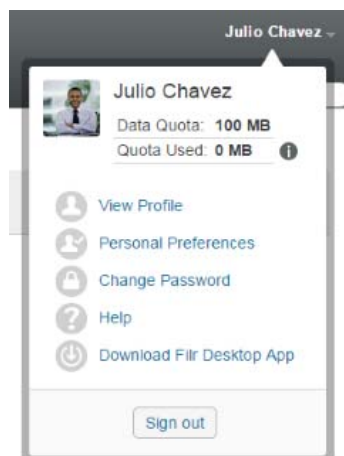 Julio Chavez
Julio Chavez
Data Quota: 100 MB
Quota Used: 0 MB
View Profile
Personal Preferences
Change Password
Help
Download Filr Desktop App
Sign out